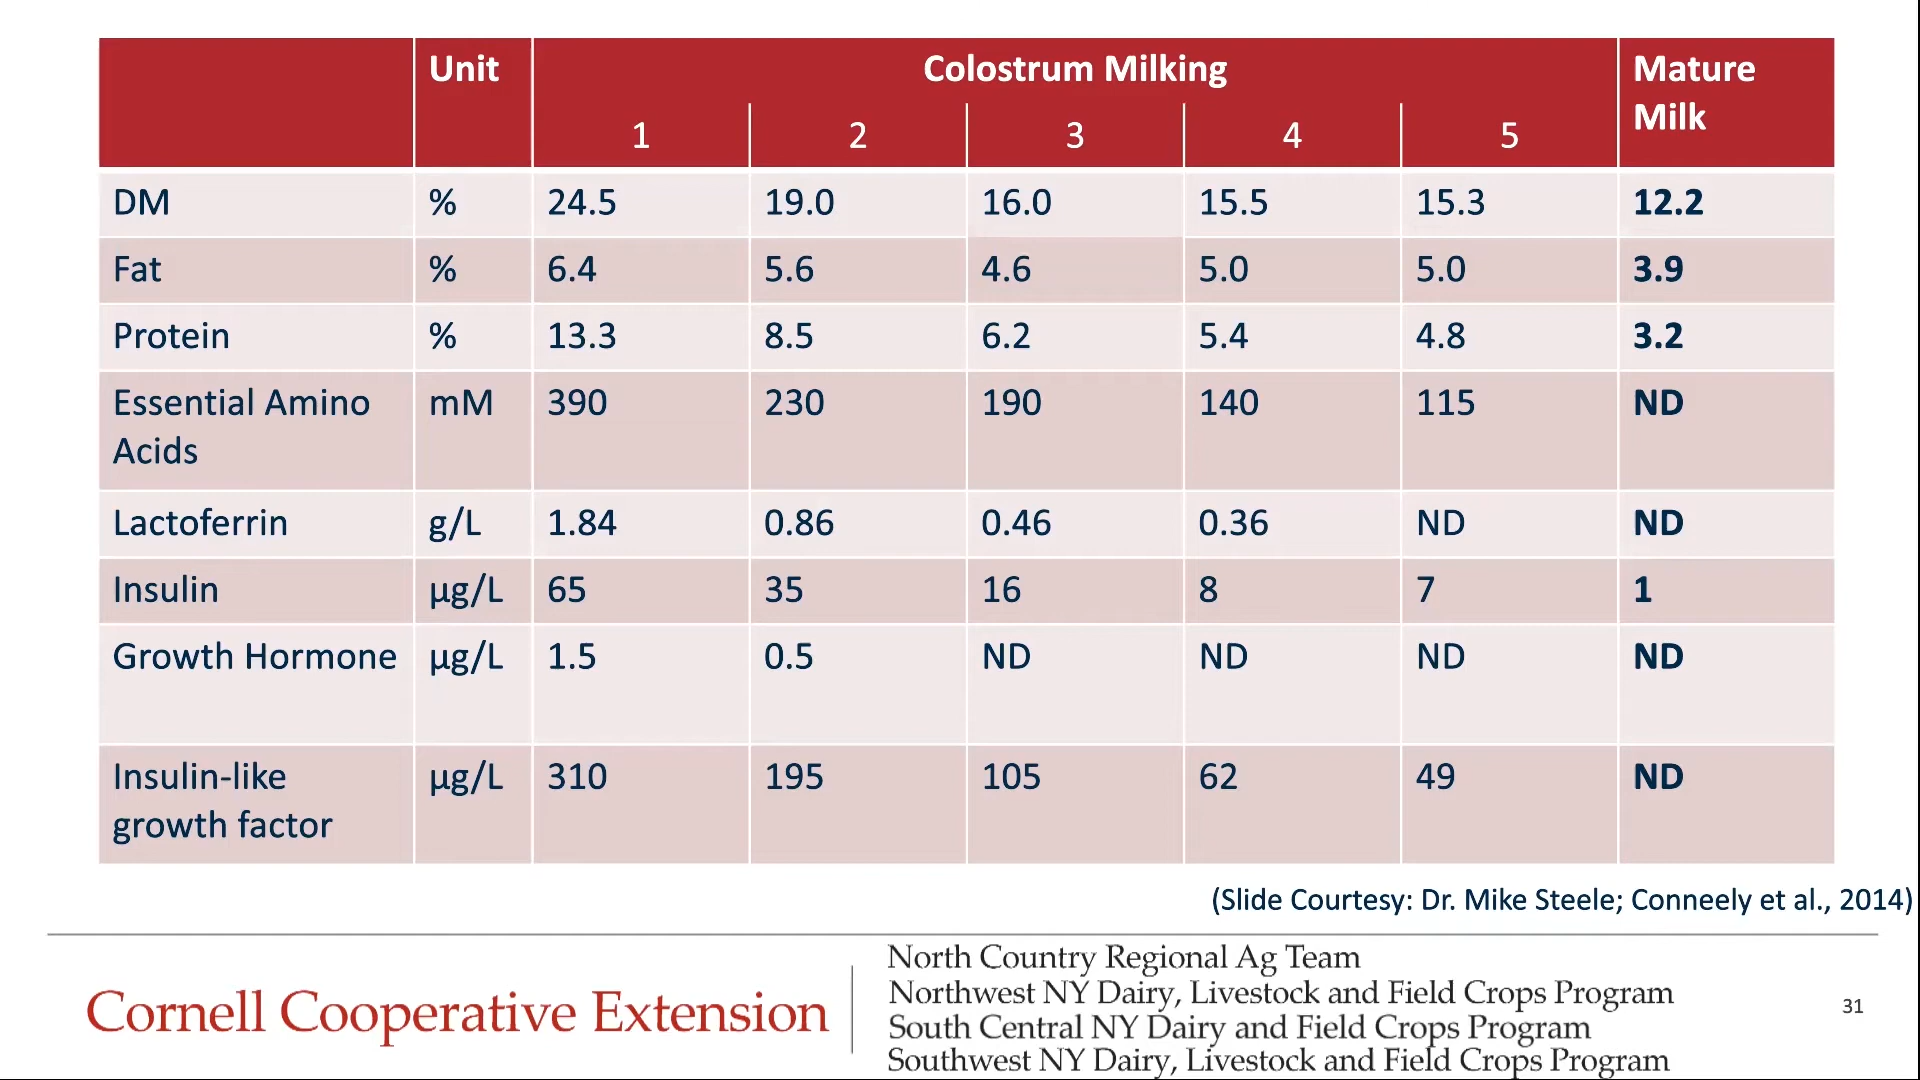 Unit Colostrum Milking Mature Milk
1 2 3 4 5
DM % 24.5 19.0 16.0 15.5 15.3 12.2
Fat % 6.4 5.6 4.6 5.0 5.0 3.9
Protein % 13.3 8.5 6.2 5.4 4.8 3.2
Essential Amino Acids mM 390 230 190 140 115 ND
Lactoferrin g/L 1.84 0.86 0.46 0.36 ND ND
Insulin µg/L 65 35 16 8 7 1
Growth Hormone µg/L 1.5 0.5 ND ND ND ND
Insulin-like growth factor µg/L 310 195 105 62 49 ND
(Slide Courtesy: Dr. Mike Steele; Conneely et al., 2014)
Cornell Cooperative Extension
North Country Regional Ag Team
Northwest NY Dairy, Livestock and Field Crops Program
South Central NY Dairy and Field Crops Program
Southwest NY Dairy, Livestock and Field Crops Program
31